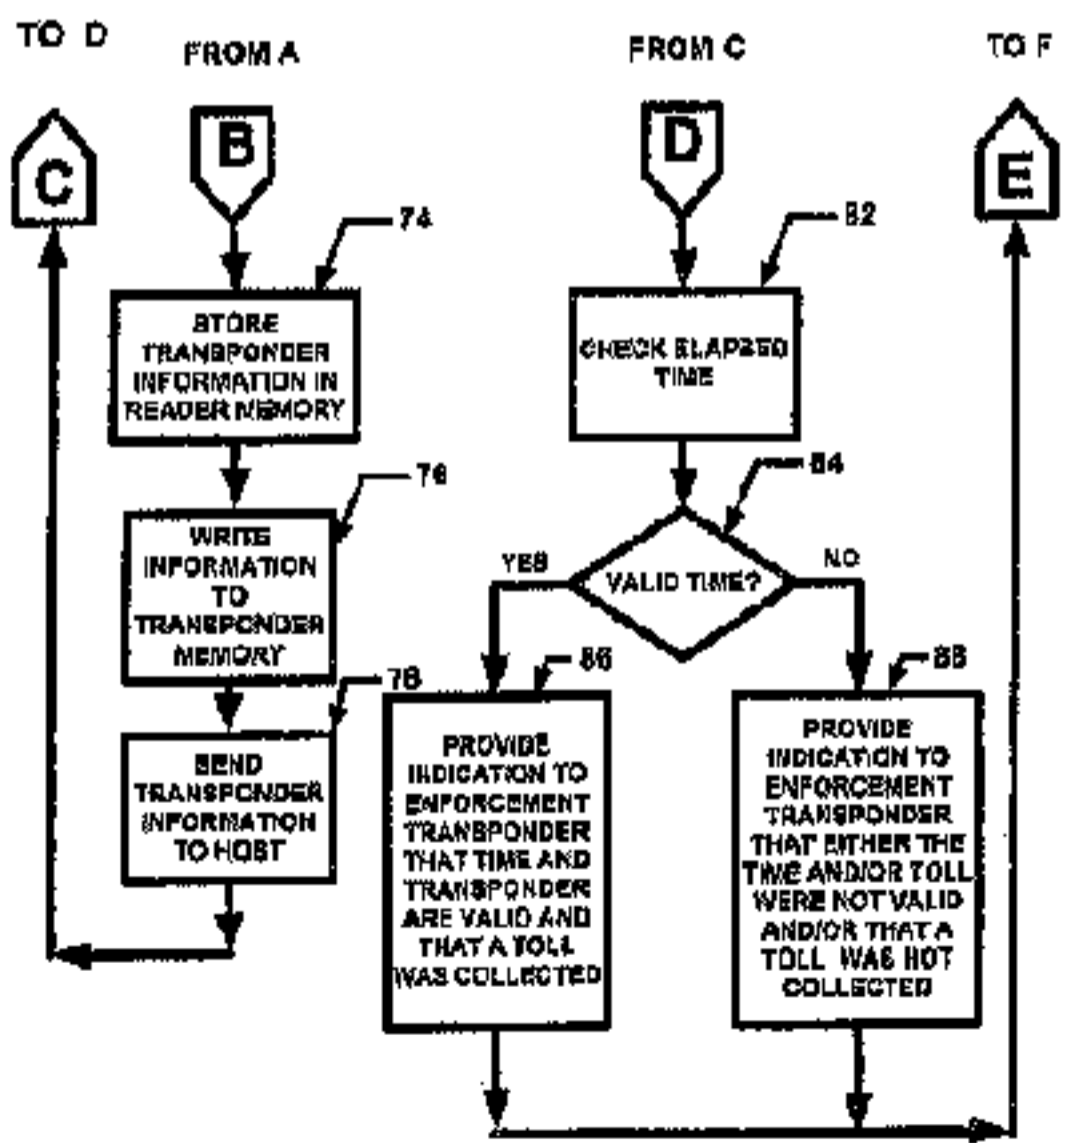 TO D
FROM A
FROM C
TO F
C
B
D
E
74
82
STORE
TRANSPONDER
INFORMATION IN
READER MEMORY
CHECK ELAPSED
TIME
76
84
WRITE
INFORMATION
TO
TRANSPONDER
MEMORY
YES
VALID TIME?
NO
78
86
88
SEND
TRANSPONDER
INFORMATION
TO HOST
PROVIDE
INDICATION TO
ENFORCEMENT
TRANSPONDER
THAT TIME AND
TRANSPONDER
ARE VALID AND
THAT A TOLL
WAS COLLECTED
PROVIDE
INDICATION TO
ENFORCEMENT
TRANSPONDER
THAT EITHER THE
TIME AND/OR TOLL
WERE NOT VALID
AND/OR THAT A
TOLL WAS NOT
COLLECTED